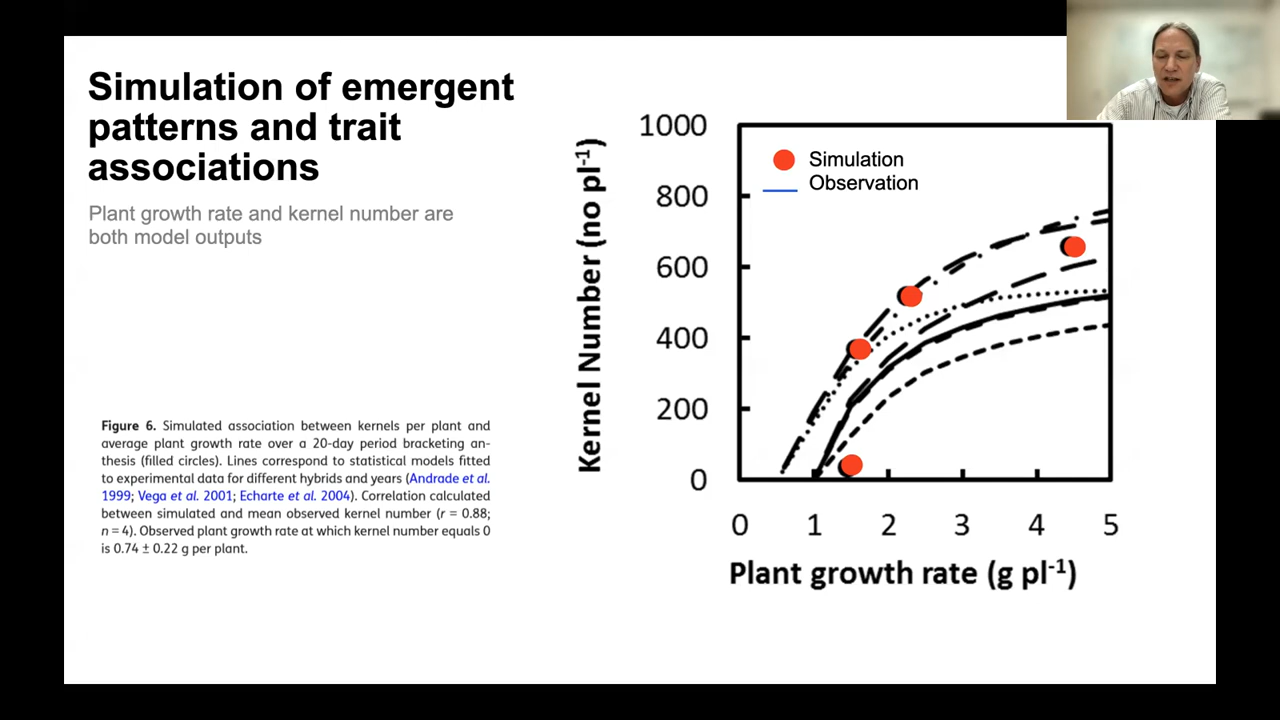 Simulation of emergent
patterns and trait
associations
Plant growth rate and kernel number are
both model outputs
Figure 6. Simulated association between kernels per plant and
average plant growth rate over a 20-day period bracketing an-
thesis (filled circles). Lines correspond to statistical models fitted
to experimental data for different hybrids and years (Andrade et al.
1999; Vega et al. 2001; Echarte et al. 2004). Correlation calculated
between simulated and mean observed kernel number (r = 0.88;
n = 4). Observed plant growth rate at which kernel number equals 0
is 0.74 ± 0.22 g per plant.
Kernel Number (no pl⁻¹)
1000
800
600
400
200
0
Simulation
Observation
0 1 2 3 4 5
Plant growth rate (g pl⁻¹)